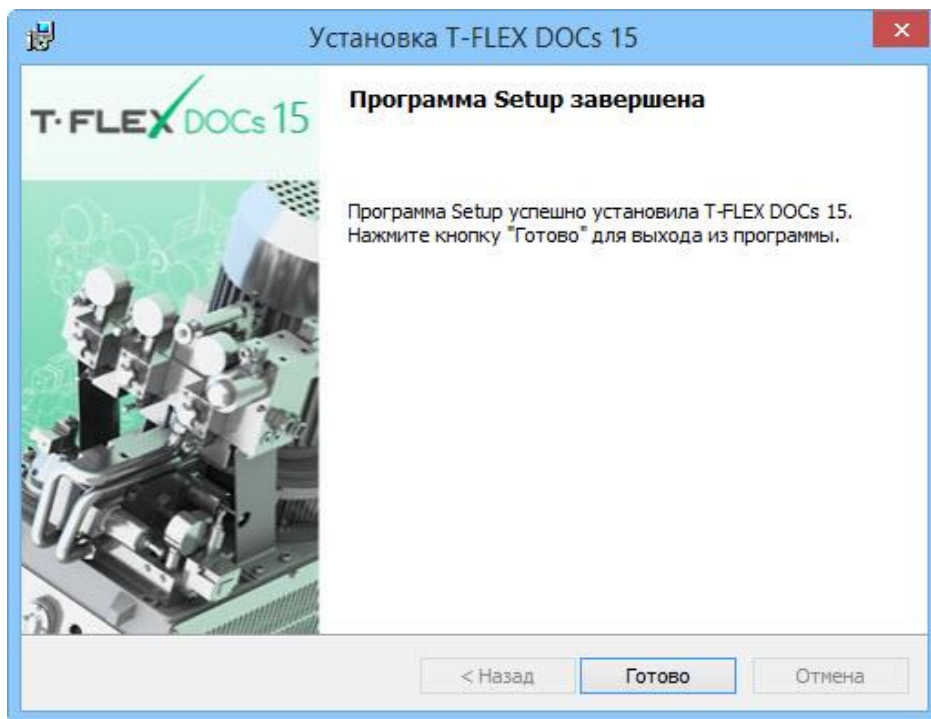 Установка T-FLEX DOCs 15
T-FLEX DOCs 15
Программа Setup завершена
Программа Setup успешно установила T-FLEX DOCs 15.
Нажмите кнопку "Готово" для выхода из программы.
< Назад
Готово
Отмена